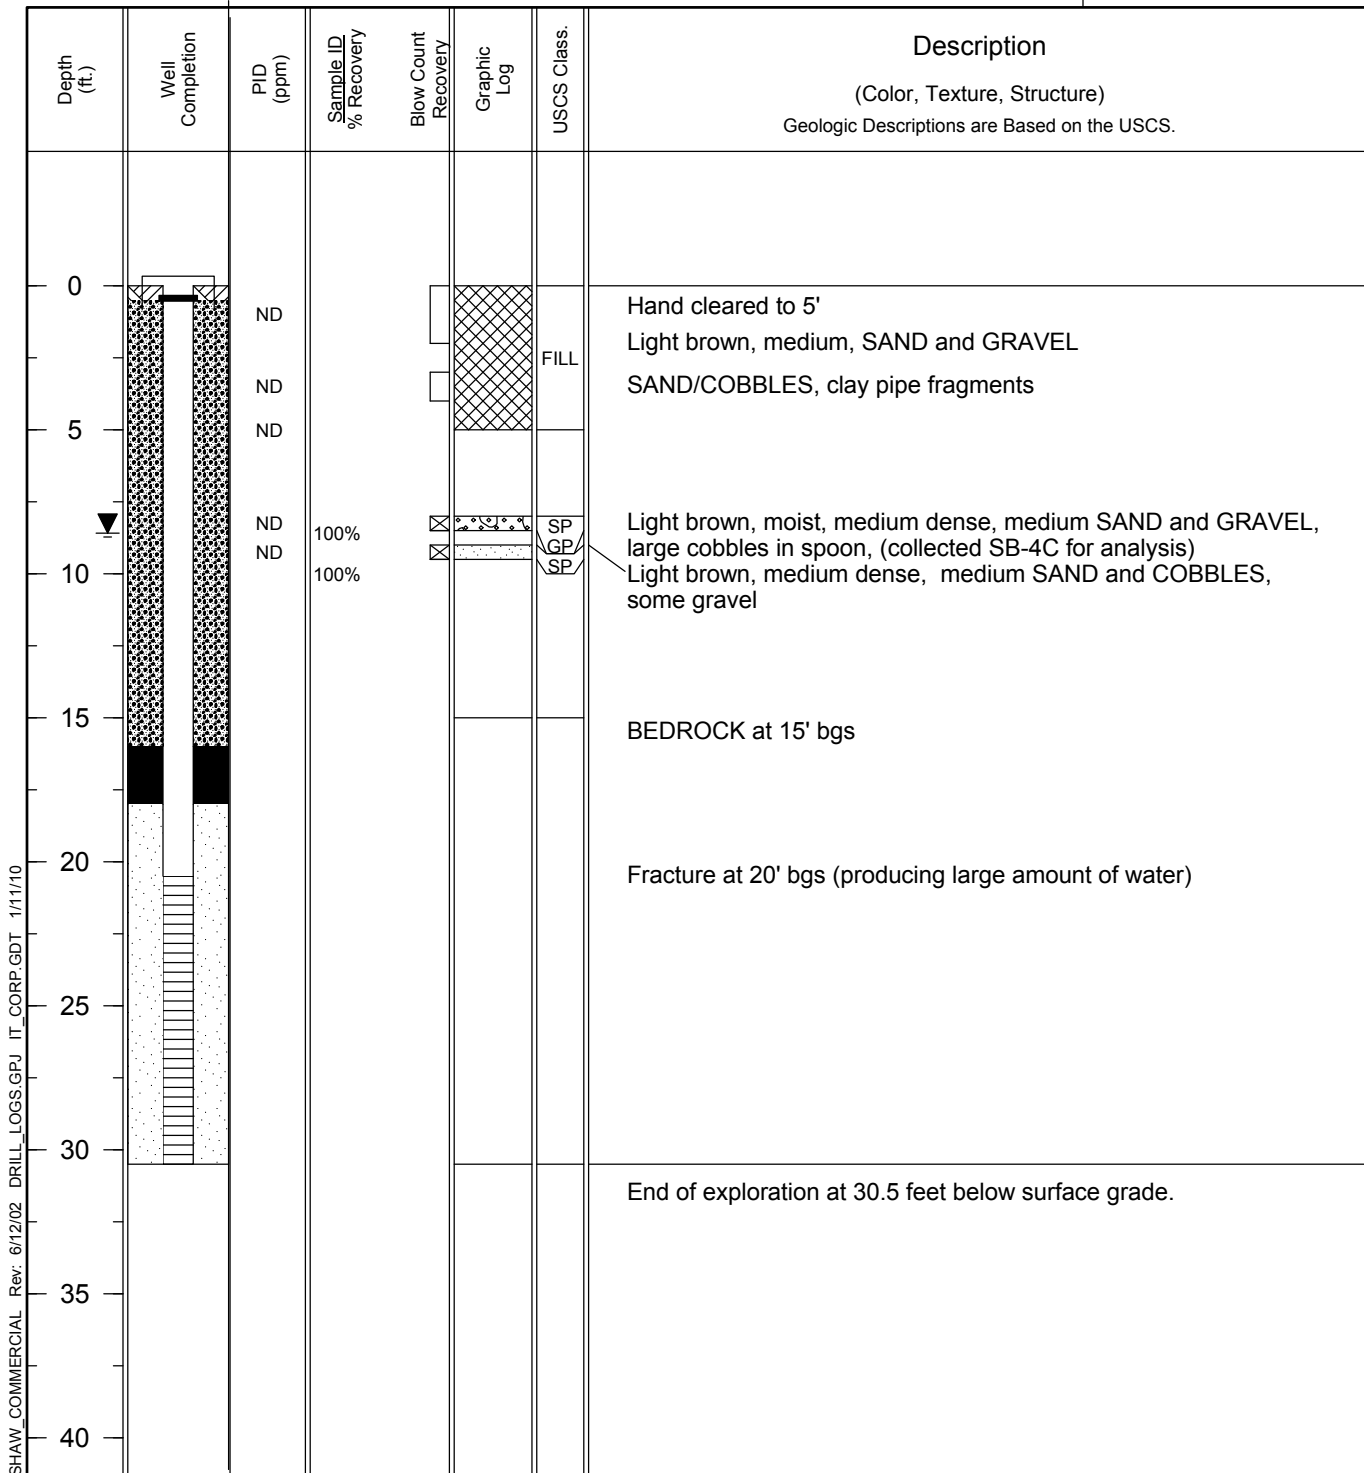 Depth
(ft.)
Well
Completion
PID
(ppm)
Sample ID
% Recovery
Blow Count
Recovery
Graphic
Log
USCS Class.
Description
(Color, Texture, Structure)
Geologic Descriptions are Based on the USCS.
0
ND
Hand cleared to 5'
Light brown, medium, SAND and GRAVEL
FILL
ND
SAND/COBBLES, clay pipe fragments
5
ND
ND
100%
SP
GP
Light brown, moist, medium dense, medium SAND and GRAVEL,
large cobbles in spoon, (collected SB-4C for analysis)
ND
10
100%
SP
Light brown, medium dense, medium SAND and COBBLES,
some gravel
15
BEDROCK at 15' bgs
20
Fracture at 20' bgs (producing large amount of water)
25
30
End of exploration at 30.5 feet below surface grade.
35
40
SHAW_COMMERCIAL Rev: 6/12/02 DRILL_LOGS.GPJ IT_CORP.GDT 1/11/10